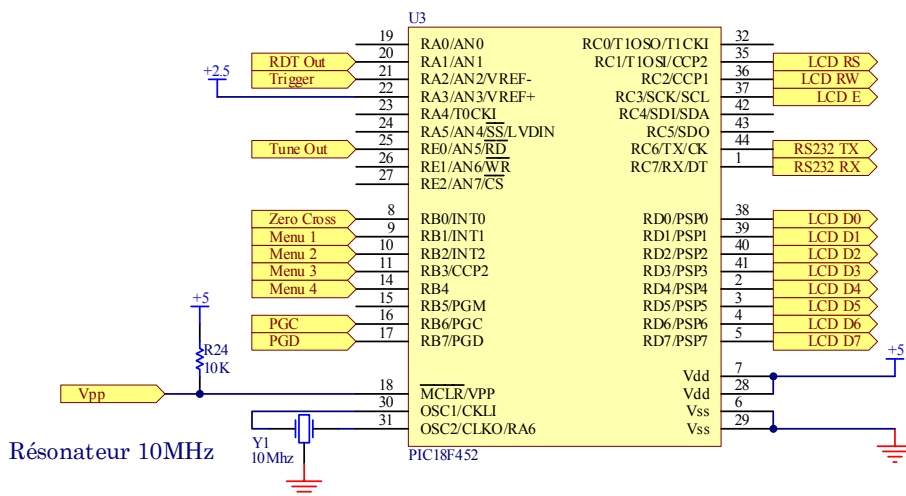 U3
19 RA0/AN0 RC0/T1OSO/T1CKI 32
RDT Out 20 RA1/AN1 RC1/T1OSI/CCP2 35 LCD RS
Trigger 21 RA2/AN2/VREF- RC2/CCP1 36 LCD RW
+2.5 22 RA3/AN3/VREF+ RC3/SCK/SCL 37 LCD E
23 RA4/T0CKI RC4/SDI/SDA 42
24 RA5/AN4/SS/LVDIN RC5/SDO 43
Tune Out 25 RE0/AN5/RD RC6/TX/CK 44 RS232 TX
26 RE1/AN6/WR RC7/RX/DT 1 RS232 RX
27 RE2/AN7/CS
Zero Cross 8 RB0/INT0 RD0/PSP0 38 LCD D0
Menu 1 9 RB1/INT1 RD1/PSP1 39 LCD D1
Menu 2 10 RB2/INT2 RD2/PSP2 40 LCD D2
Menu 3 11 RB3/CCP2 RD3/PSP3 41 LCD D3
Menu 4 14 RB4 RD4/PSP4 2 LCD D4
15 RB5/PGM RD5/PSP5 3 LCD D5
PGC 16 RB6/PGC RD6/PSP6 4 LCD D6
PGD 17 RB7/PGD RD7/PSP7 5 LCD D7
+5
R24
10K
Vdd 7 +5
Vpp 18 MCLR/VPP Vdd 28
30 OSC1/CKLI Vss 6
31 OSC2/CLKO/RA6 Vss 29
Résonateur 10MHz
Y1
10Mhz
PIC18F452